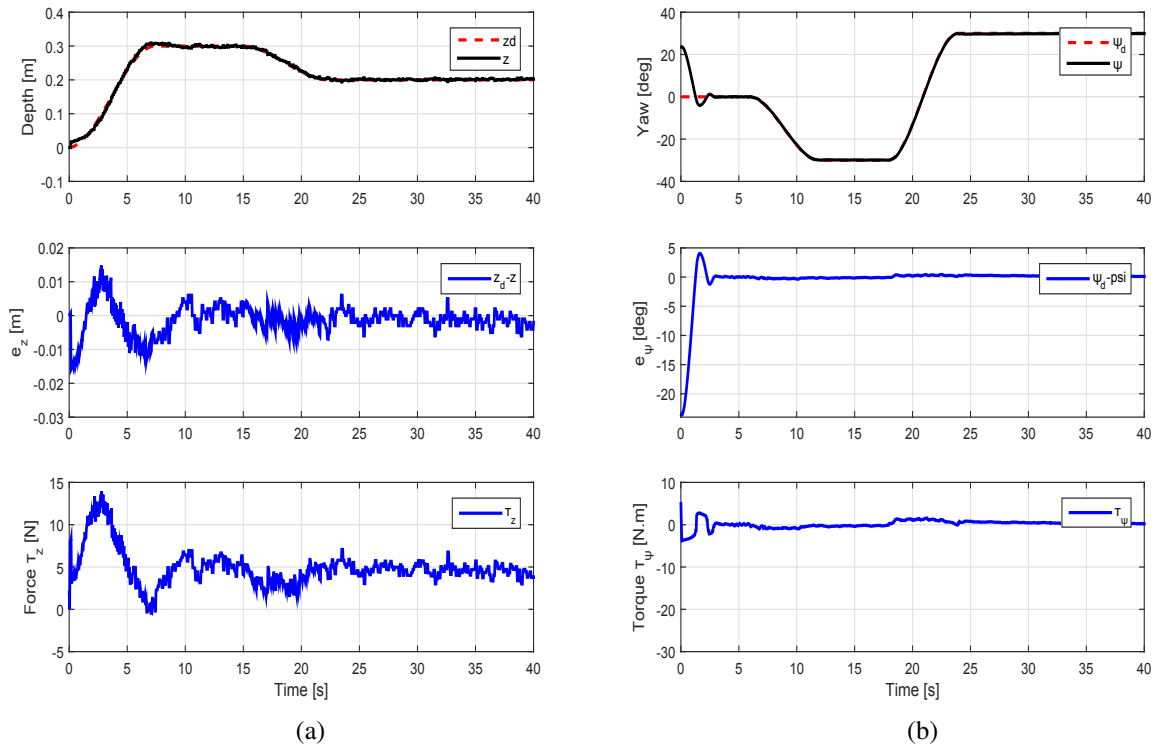 0.4
0.3
0.2
0.1
0
-0.1
Depth [m]
zd
z
0 5 10 15 20 25 30 35 40
0.02
0.01
0
-0.01
-0.02
-0.03
e_z [m]
z_d-z
0 5 10 15 20 25 30 35 40
15
10
5
0
-5
Force τ_z [N]
τ_z
0 5 10 15 20 25 30 35 40
Time [s]
(a)
40
20
0
-20
-40
Yaw [deg]
ψ_d
ψ
0 5 10 15 20 25 30 35 40
5
0
-5
-10
-15
-20
e_ψ [deg]
ψ_d-psi
0 5 10 15 20 25 30 35 40
10
0
-10
-20
-30
Torque τ_ψ [N.m]
τ_ψ
0 5 10 15 20 25 30 35 40
Time [s]
(b)